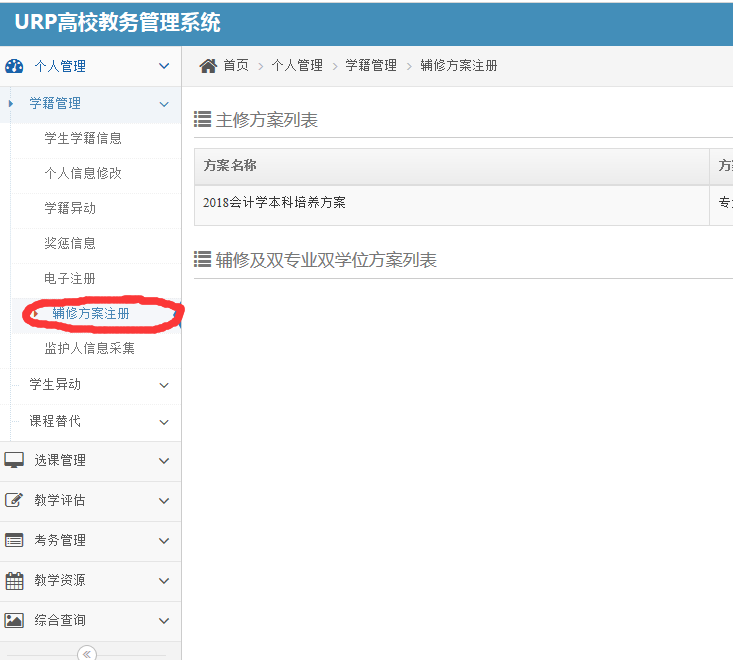 URP高校教务管理系统
个人管理
首页 个人管理 学籍管理 辅修方案注册
学籍管理
学生学籍信息
个人信息修改
学籍异动
奖惩信息
电子注册
辅修方案注册
监护人信息采集
学生异动
课程替代
选课管理
教学评估
考务管理
教学资源
综合查询
主修方案列表
方案名称
2018会计学本科培养方案
辅修及双专业双学位方案列表